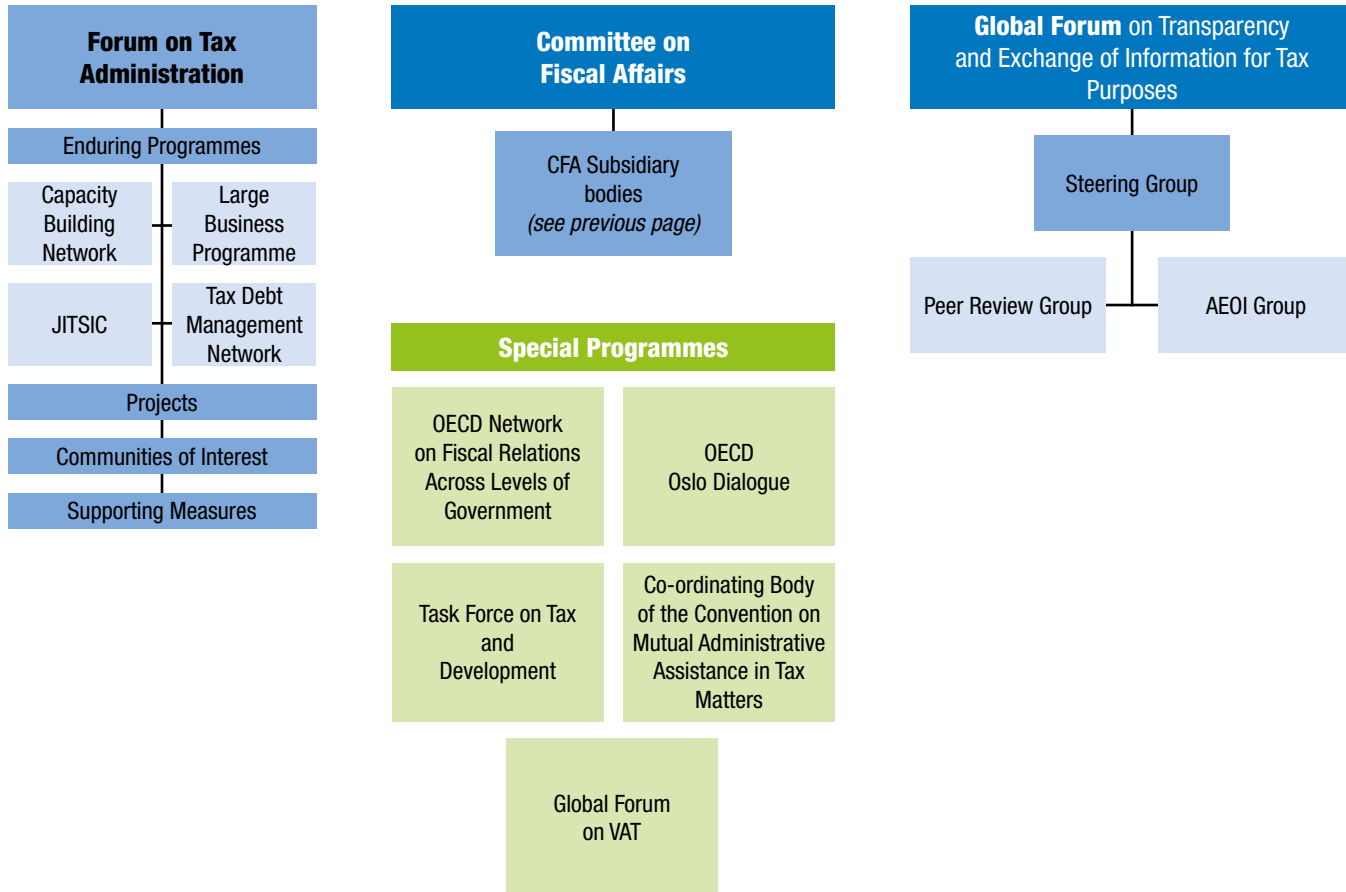 Forum on Tax
Administration
Enduring Programmes
Capacity
Building
Network
Large
Business
Programme
JITSIC
Tax Debt
Management
Network
Projects
Communities of Interest
Supporting Measures
Committee on
Fiscal Affairs
CFA Subsidiary
bodies
(see previous page)
Special Programmes
OECD Network
on Fiscal Relations
Across Levels of
Government
OECD
Oslo Dialogue
Task Force on Tax
and
Development
Co-ordinating Body
of the Convention on
Mutual Administrative
Assistance in Tax
Matters
Global Forum
on VAT
Global Forum on Transparency
and Exchange of Information for Tax
Purposes
Steering Group
Peer Review Group
AEOI Group